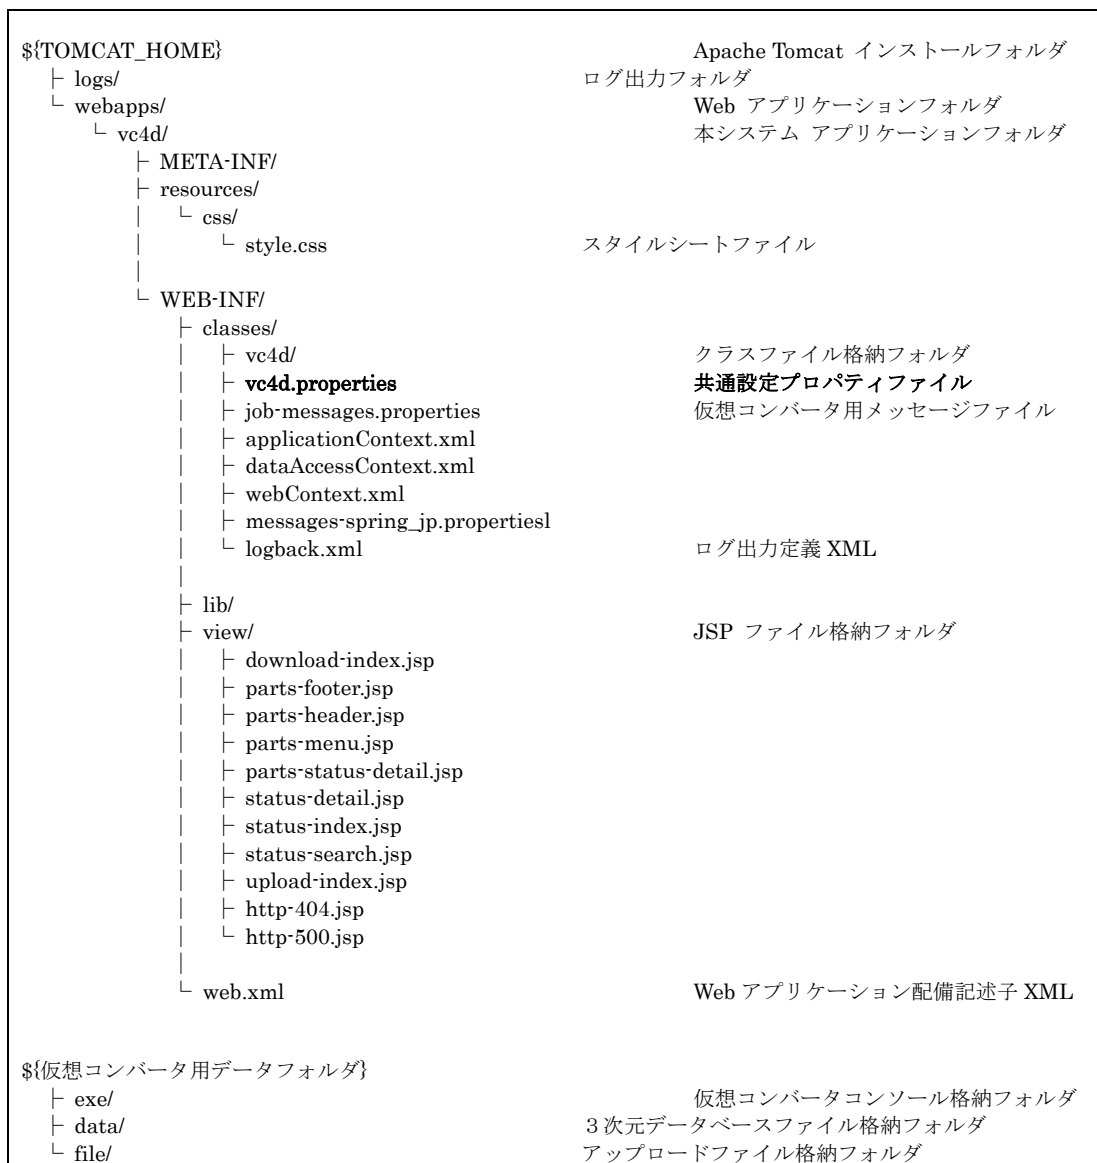 ${TOMCAT_HOME} Apache Tomcat インストールフォルダ
├ logs/ ログ出力フォルダ
└ webapps/ Web アプリケーションフォルダ
└ vc4d/ 本システム アプリケーションフォルダ
├ META-INF/
├ resources/
│ └ css/
│ └ style.css スタイルシートファイル
│
└ WEB-INF/
├ classes/
│ ├ vc4d/ クラスファイル格納フォルダ
│ ├ vc4d.properties 共通設定プロパティファイル
│ ├ job-messages.properties 仮想コンバータ用メッセージファイル
│ ├ applicationContext.xml
│ ├ dataAccessContext.xml
│ ├ webContext.xml
│ ├ messages-spring_jp.propertiesl
│ └ logback.xml ログ出力定義 XML
│
├ lib/
├ view/ JSP ファイル格納フォルダ
│ ├ download-index.jsp
│ ├ parts-footer.jsp
│ ├ parts-header.jsp
│ ├ parts-menu.jsp
│ ├ parts-status-detail.jsp
│ ├ status-detail.jsp
│ ├ status-index.jsp
│ ├ status-search.jsp
│ ├ upload-index.jsp
│ ├ http-404.jsp
│ └ http-500.jsp
│
└ web.xml Web アプリケーション配備記述子 XML
${仮想コンバータ用データフォルダ}
├ exe/ 仮想コンバータコンソール格納フォルダ
├ data/ ３次元データベースファイル格納フォルダ
└ file/ アップロードファイル格納フォルダ